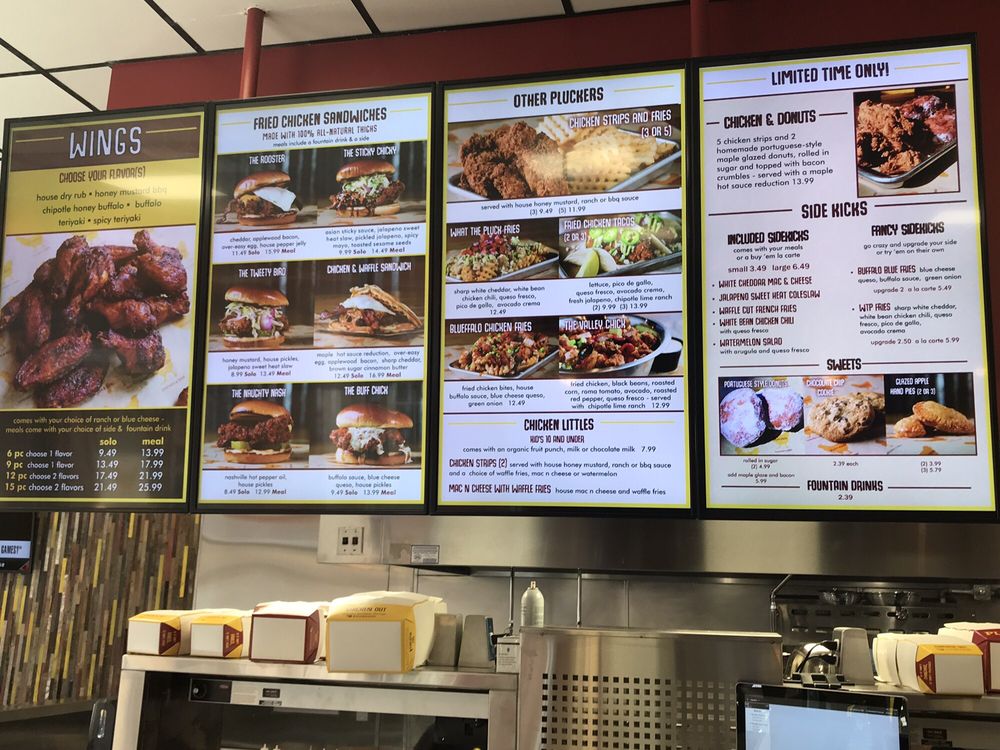 WINGS
CHOOSE YOUR FLAVOR(S)
house dry rub • honey mustard bbq
chipotle honey buffalo • buffalo
teriyaki • spicy teriyaki
comes with your choice of ranch or blue cheese -
meals come with your choice of side & fountain drink
solo meal
6 pc choose 1 flavor 9.49 13.99
9 pc choose 1 flavor 13.49 17.99
12 pc choose 2 flavors 17.49 21.99
15 pc choose 2 flavors 21.49 25.99
FRIED CHICKEN SANDWICHES
MADE WITH 100% ALL-NATURAL THIGHS
meals include a fountain drink & a side
THE ROOSTER
cheddar, applewood bacon,
over-easy egg, house pepper jelly
11.49 Solo 15.99 Meal
THE STICKY CHICKY
asian sticky sauce, jalapeno sweet
heat slaw, pickled jalapeno, spicy
mayo, toasted sesame seeds
9.99 Solo 14.49 Meal
THE TWEETY BIRD
honey mustard, house pickles,
jalapeno sweet heat slaw
8.99 Solo 13.49 Meal
CHICKEN & WAFFLE SANDWICH
maple hot sauce reduction, over-easy
egg, applewood bacon, sharp cheddar,
brown sugar cinnamon butter
12.49 Solo 16.99 Meal
THE NAUGHTY NASH
nashville hot pepper oil,
house pickles
8.49 Solo 12.99 Meal
THE BUFF CHICK
buffalo sauce, blue cheese
queso, house pickles
9.49 Solo 13.99 Meal
OTHER PLUCKERS
CHICKEN STRIPS AND FRIES
(3 OR 5)
served with house honey mustard, ranch or bbq sauce
(3) 9.49 (5) 11.99
WHAT THE PLUCK FRIES
sharp white cheddar, white bean
chicken chili, queso fresco,
pico de gallo, avocado crema
12.49
FRIED CHICKEN TACOS
(2 OR 3)
lettuce, pico de gallo,
queso fresco, avocado crema,
fresh jalapeno, chipotle lime ranch
(2) 9.99 (3) 13.99
BLUEFFALO CHICKEN FRIES
fried chicken bites, house
buffalo sauce, blue cheese queso,
green onion 12.49
THE VALLEY CHICK
fried chicken, black beans, roasted
corn, roma tomato, avocado, roasted
red pepper, queso fresco - served
with chipotle lime ranch 12.99
CHICKEN LITTLES
KID'S 10 AND UNDER
comes with an organic fruit punch, milk or chocolate milk 7.99
CHICKEN STRIPS (2) served with house honey mustard, ranch or bbq sauce
and a choice of waffle fries, mac n cheese or watermelon
MAC N CHEESE WITH WAFFLE FRIES house mac n cheese and waffle fries
LIMITED TIME ONLY!
CHICKEN & DONUTS
5 chicken strips and 2
homemade portuguese-style
maple glazed donuts, rolled in
sugar and topped with bacon
crumbles - served with a maple
hot sauce reduction 13.99
SIDE KICKS
INCLUDED SIDEKICKS
comes with your meals
or a buy 'em la carte
small 3.49 large 6.49
• WHITE CHEDDAR MAC & CHEESE
• JALAPENO SWEET HEAT COLESLAW
• WAFFLE CUT FRENCH FRIES
• WHITE BEAN CHICKEN CHILI
with queso fresco
• WATERMELON SALAD
with arugula and queso fresco
FANCY SIDEKICKS
go crazy and upgrade your side
or try 'em on their own
• BUFFALO BLUE FRIES blue cheese
queso, buffalo sauce, green onion
upgrade 2 a la carte 5.49
• WTP FRIES sharp white cheddar,
white bean chicken chili, queso
fresco, pico de gallo,
avocado crema
upgrade 2.50 a la carte 5.99
SWEETS
PORTUGUESE STYLE DONUTS
rolled in sugar
(2) 4.99
add maple glaze and bacon
5.99
CHOCOLATE CHIP
COOKIE
2.39 each
GLAZED APPLE
HAND PIES (2 OR 3)
(2) 3.99
(3) 5.79
FOUNTAIN DRINKS
2.39
GAMES!"